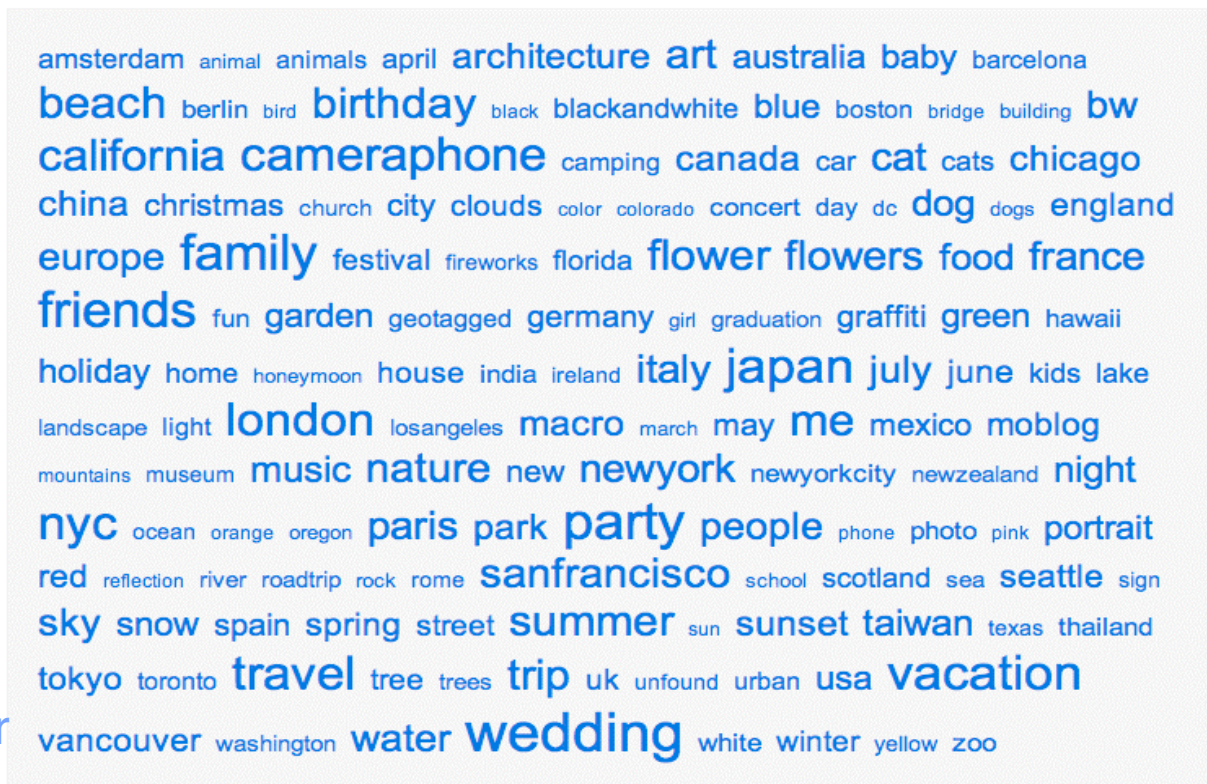 amsterdam animal animals april architecture art australia baby barcelona
beach berlin bird birthday black blackandwhite blue boston bridge building bw
california cameraphone camping canada car cat cats chicago
china christmas church city clouds color colorado concert day dc dog dogs england
europe family festival fireworks florida flower flowers food france
friends fun garden geotagged germany girl graduation graffiti green hawaii
holiday home honeymoon house india ireland italy japan july june kids lake
landscape light london losangeles macro march may me mexico moblog
mountains museum music nature new newyork newyorkcity newzealand night
nyc ocean orange oregon paris park party people phone photo pink portrait
red reflection river roadtrip rock rome sanfrancisco school scotland sea seattle sign
sky snow spain spring street summer sun sunset taiwan texas thailand
tokyo toronto travel tree trees trip uk unfound urban usa vacation
vancouver washington water wedding white winter yellow zoo